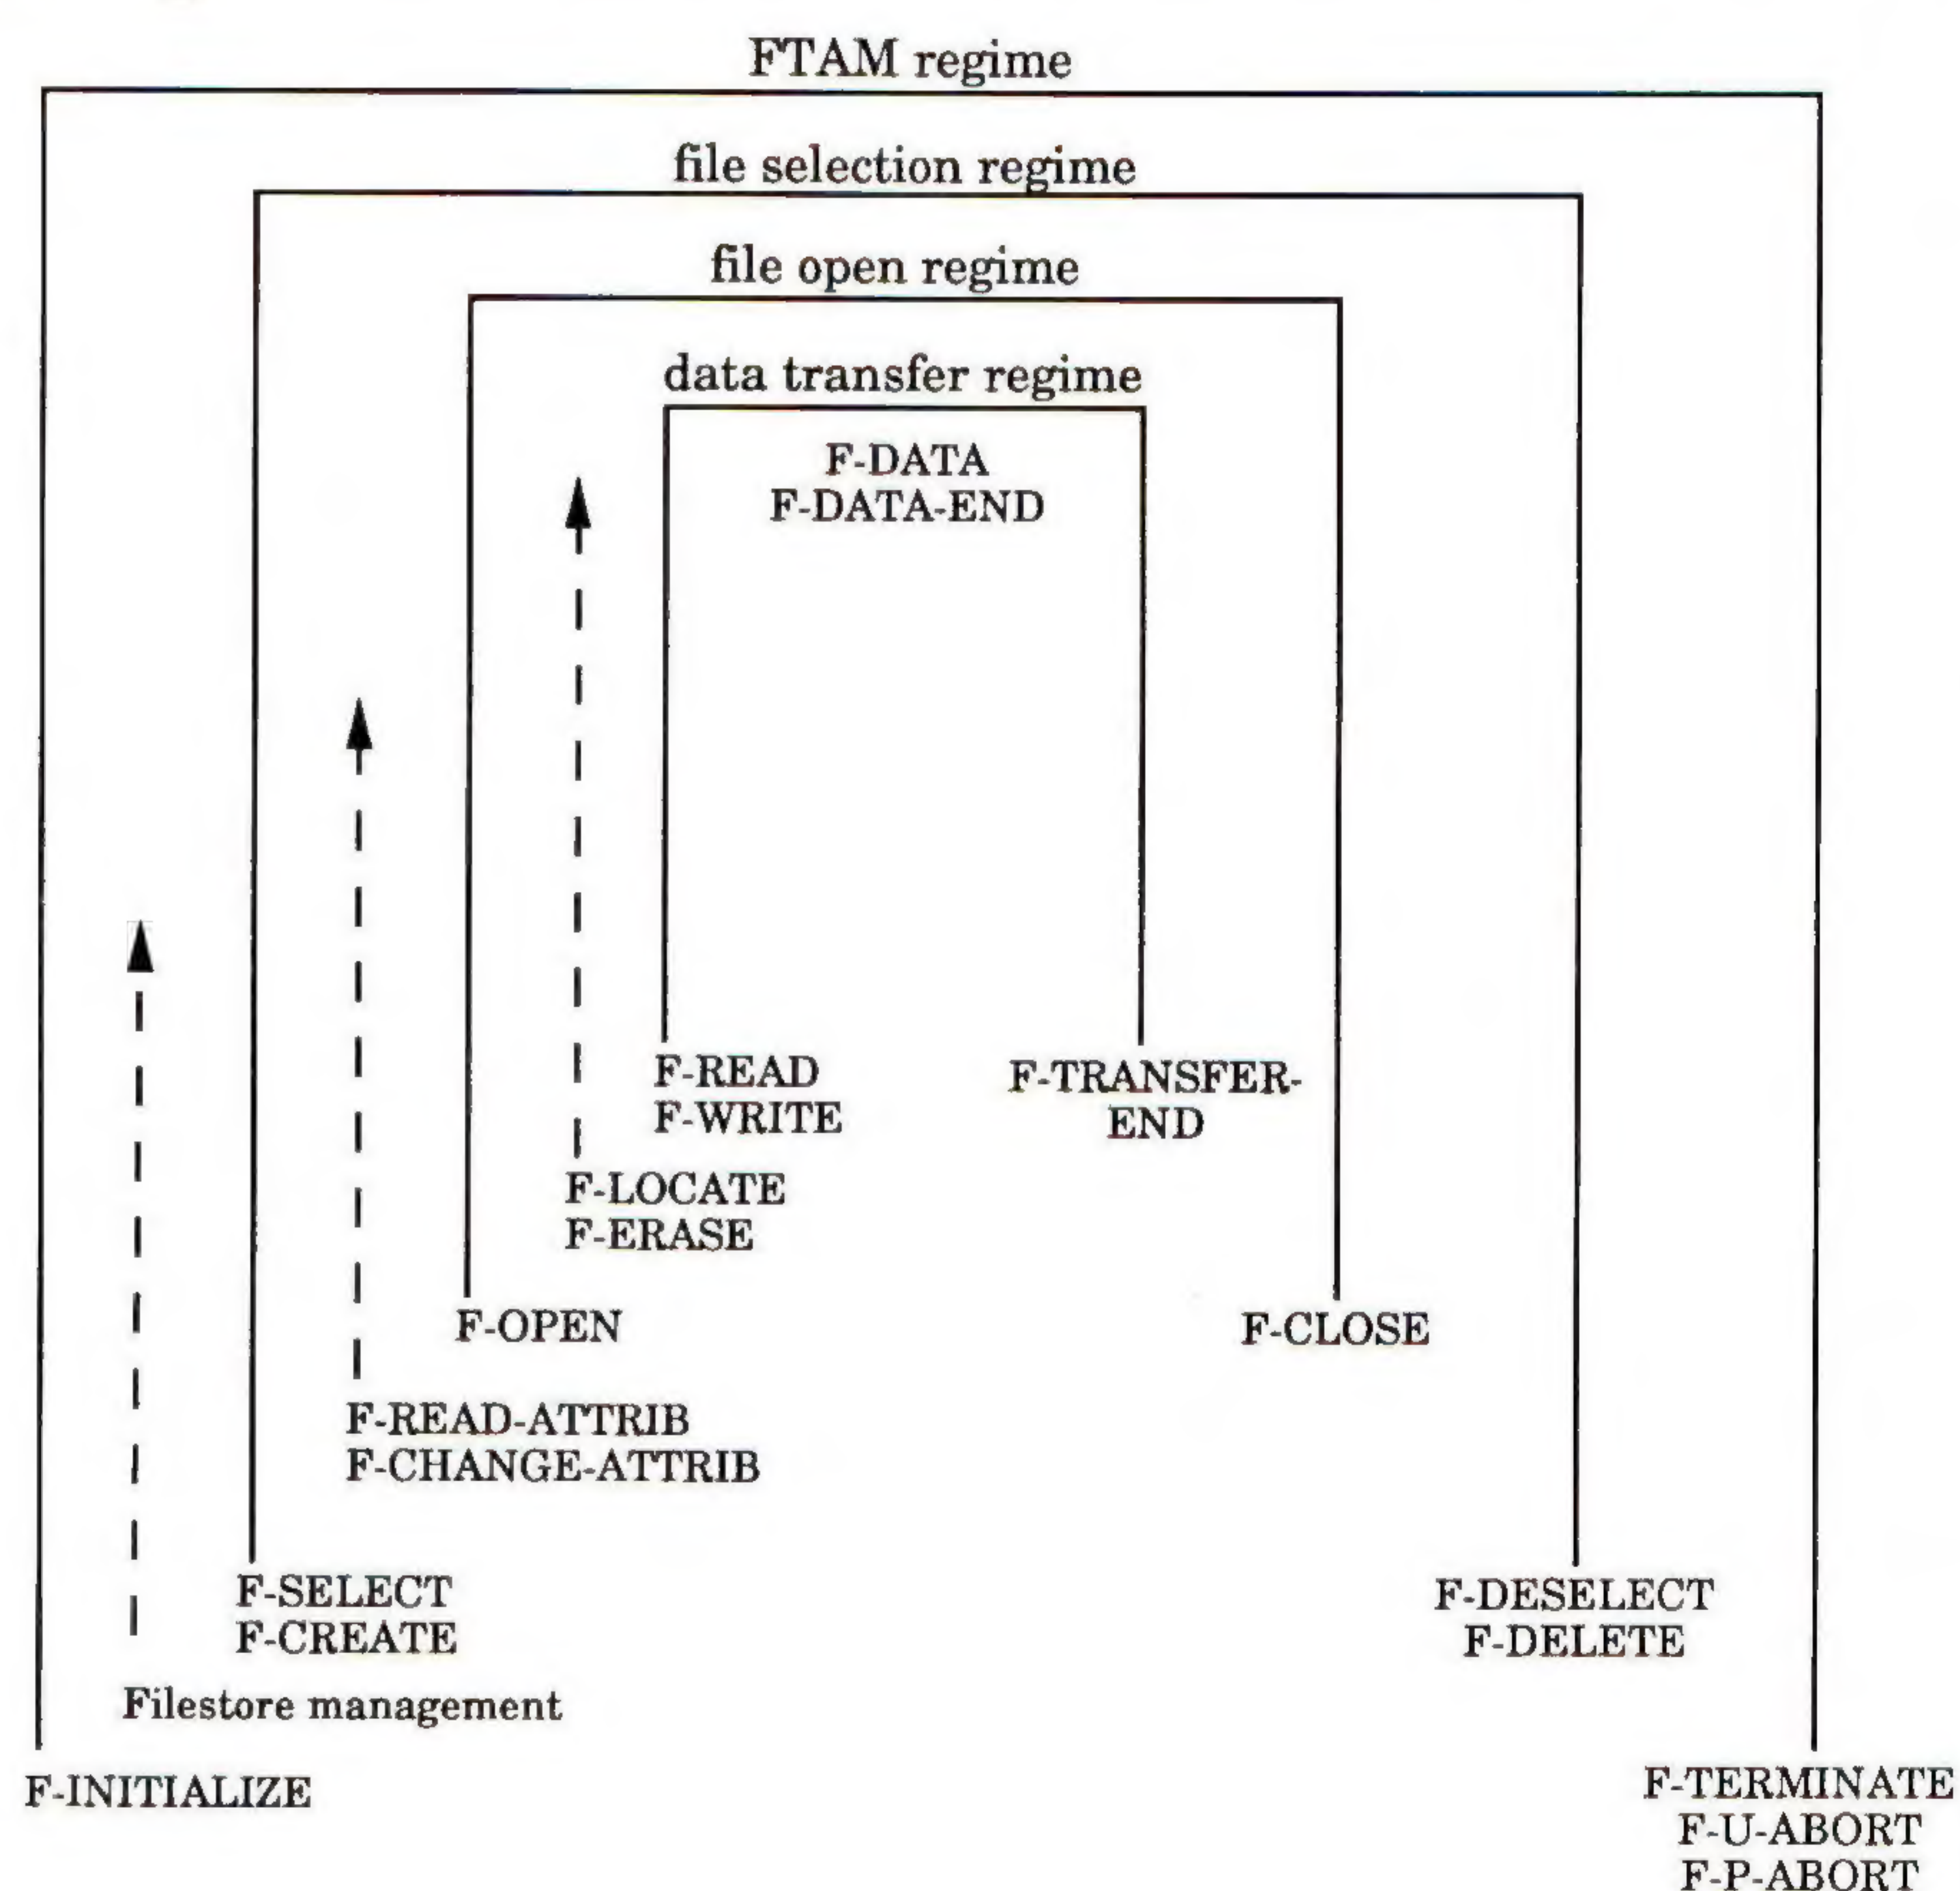 FTAM regime
file selection regime
file open regime
data transfer regime
F-DATA
F-DATA-END
F-READ
F-WRITE
F-TRANSFER-
END
F-LOCATE
F-ERASE
F-OPEN
F-CLOSE
F-READ-ATTRIB
F-CHANGE-ATTRIB
F-SELECT
F-CREATE
F-DESELECT
F-DELETE
Filestore management
F-INITIALIZE
F-TERMINATE
F-U-ABORT
F-P-ABORT